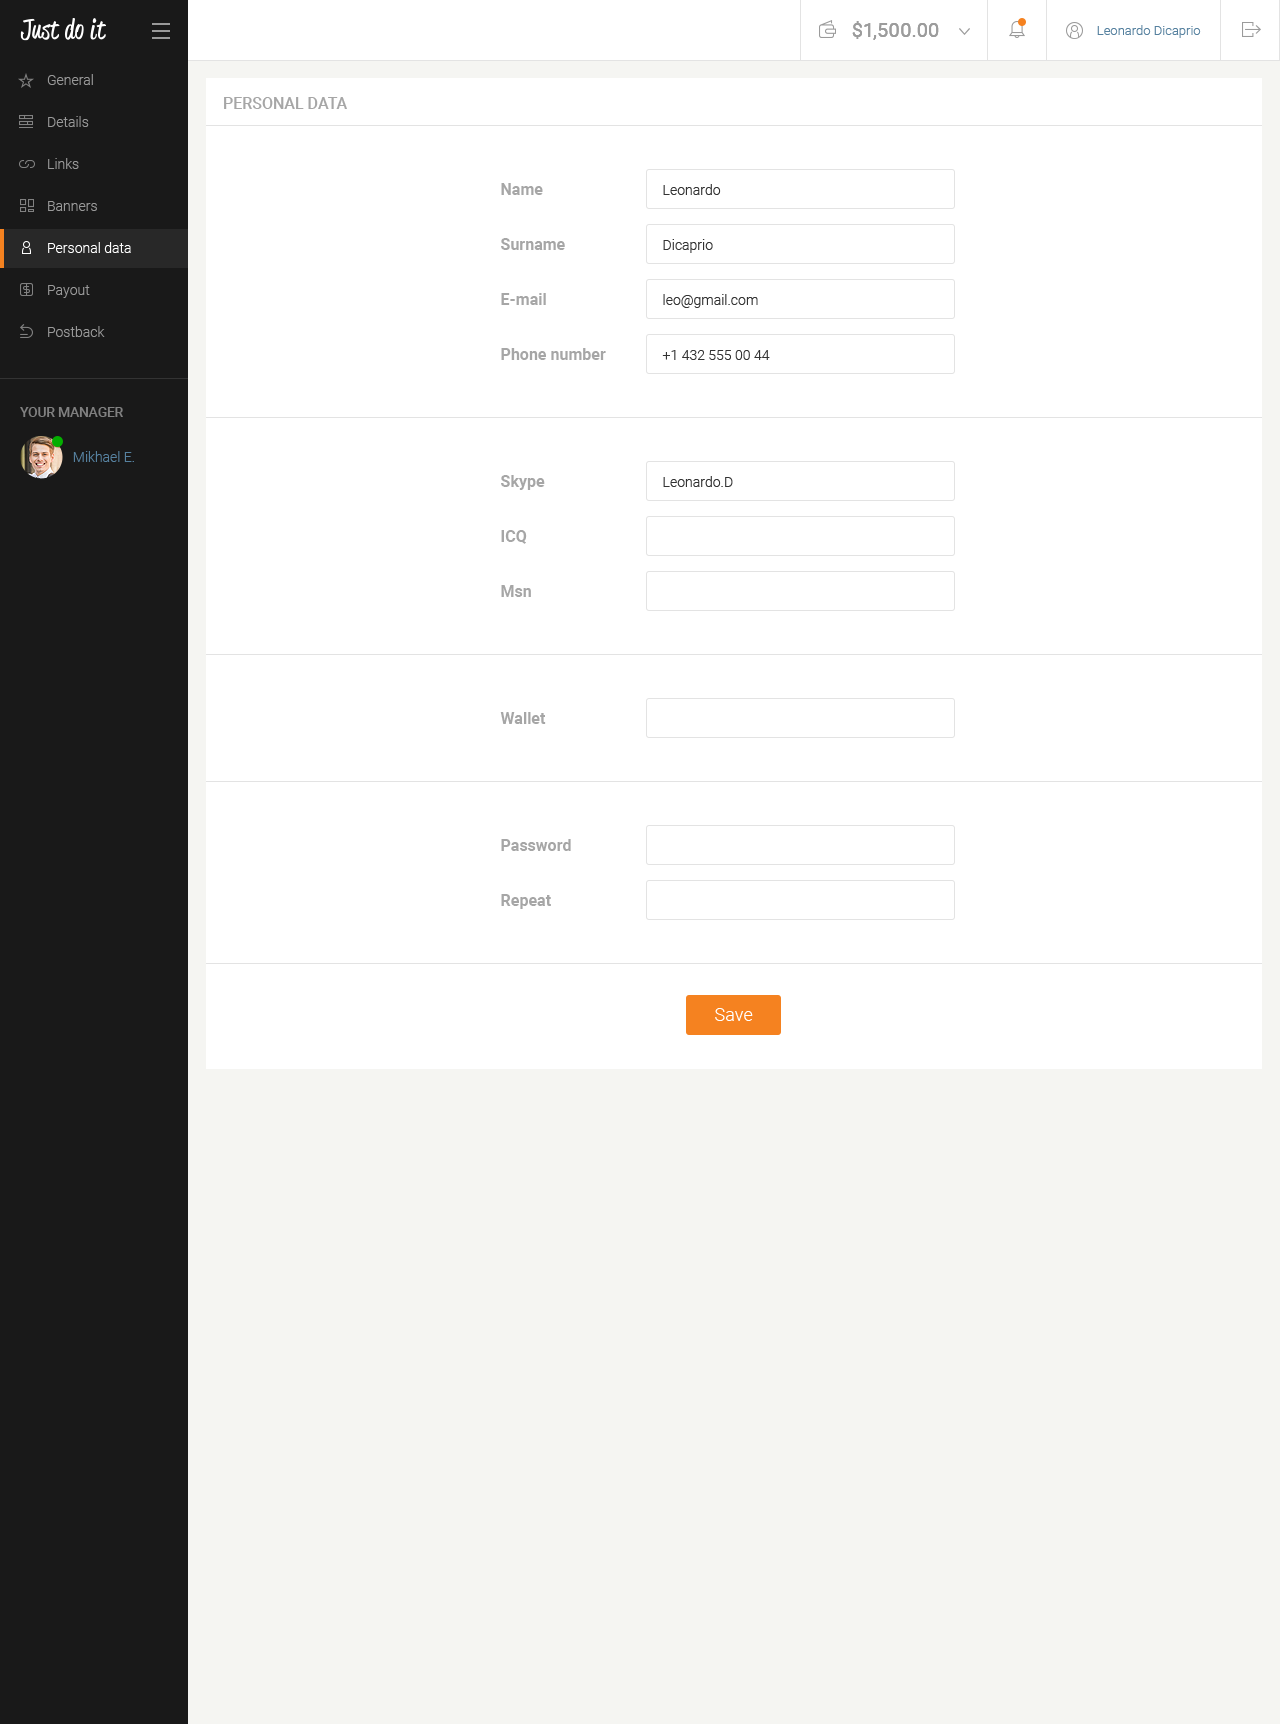 Just do it
$1,500.00
Leonardo Dicaprio
General
Details
Links
Banners
Personal data
Payout
Postback
YOUR MANAGER
Mikhael E.
PERSONAL DATA
Name
Leonardo
Surname
Dicaprio
E-mail
leo@gmail.com
Phone number
+1 432 555 00 44
Skype
Leonardo.D
ICQ
Msn
Wallet
Password
Repeat
Save